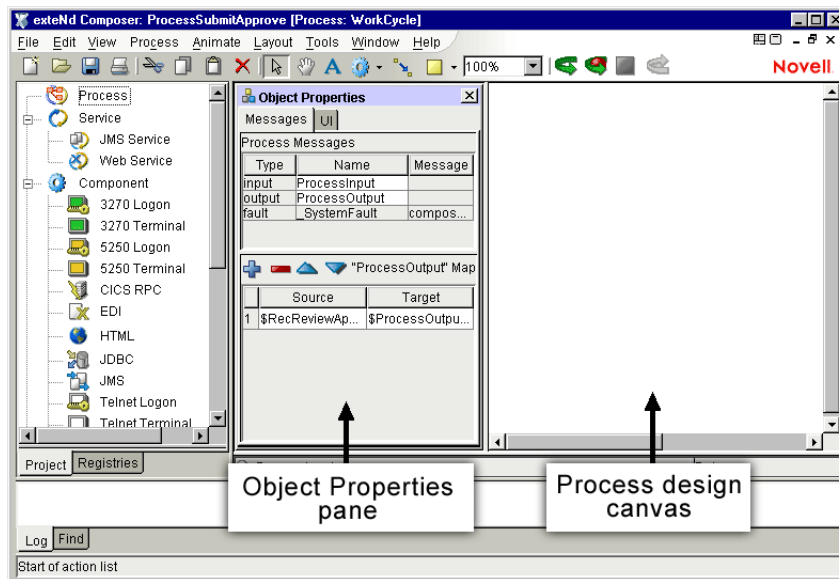 exteNd Composer: ProcessSubmitApprove [Process: WorkCycle]
File Edit View Process Animate Layout Tools Window Help
100%
Novell
Process
Service
JMS Service
Web Service
Component
3270 Logon
3270 Terminal
5250 Logon
5250 Terminal
CICS RPC
EDI
HTML
JDBC
JMS
Telnet Logon
Telnet Terminal
Project Registries
Object Properties
Messages UI
Process Messages
Type Name Message
input ProcessInput
output ProcessOutput
fault _SystemFault compos...
"ProcessOutput" Map
Source Target
1 $RecReviewAp... $ProcessOutpu...
Object Properties
pane
Process design
canvas
Log Find
Start of action list